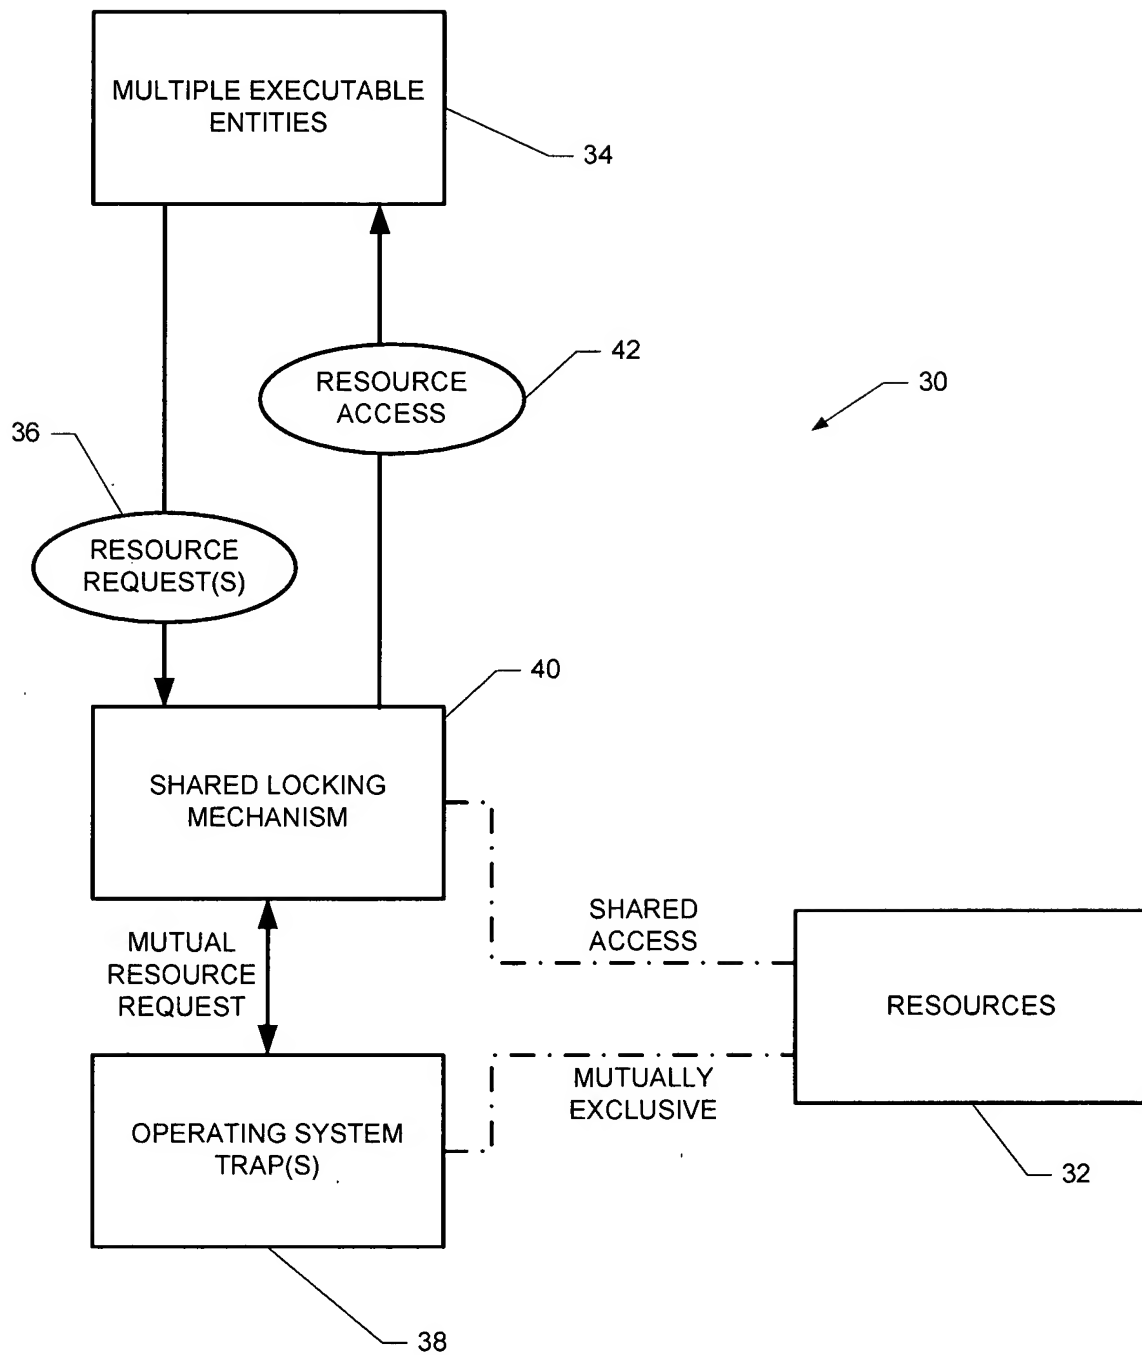 MULTIPLE EXECUTABLE
ENTITIES
34
42
RESOURCE
ACCESS
30
36
RESOURCE
REQUEST(S)
40
SHARED LOCKING
MECHANISM
SHARED
ACCESS
MUTUAL
RESOURCE
REQUEST
RESOURCES
MUTUALLY
EXCLUSIVE
OPERATING SYSTEM
TRAP(S)
32
38